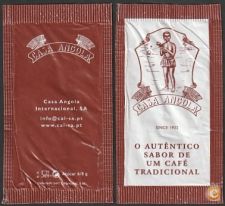 CASA ANGOLA
Casa Angola
Internacional, SA
info@cai-sa.pt
www.cai-sa.pt
CASA ANGOLA
SINCE 1922
O AUTÊNTICO
SABOR DE
UM CAFÉ
TRADICIONAL